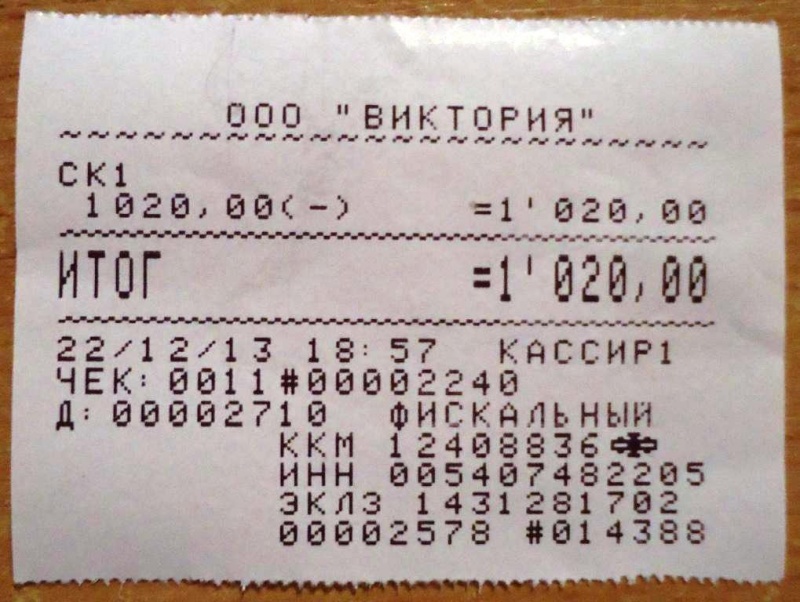 ООО "ВИКТОРИЯ"
СК1
1020,00(-) =1'020,00
ИТОГ =1'020,00
22/12/13 18:57 КАССИР1
ЧЕК: 0011#00002240
Д: 00002710 ФИСКАЛЬНЫЙ
ККМ 12408836
ИНН 005407482205
ЭКЛЗ 1431281702
00002578 #014388